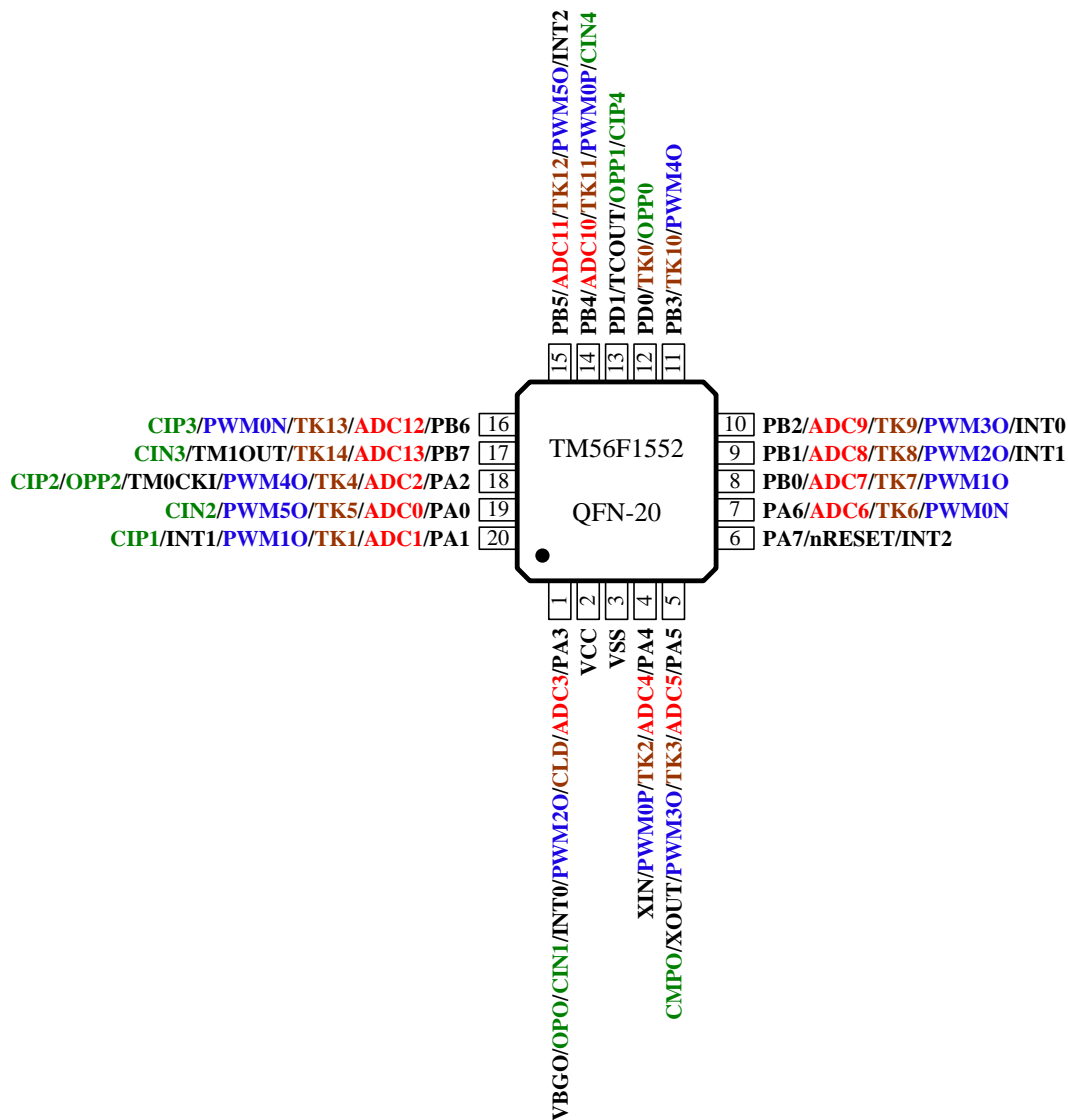 PB5/ADC11/TK12/PWM5O/INT2
PB4/ADC10/TK11/PWM0P/CIN4
PD1/TCOUT/OPP1/CIP4
PD0/TK0/OPP0
PB3/TK10/PWM4O
15
14
13
12
11
CIP3/PWM0N/TK13/ADC12/PB6 16
CIN3/TM1OUT/TK14/ADC13/PB7 17
CIP2/OPP2/TM0CKI/PWM4O/TK4/ADC2/PA2 18
CIN2/PWM5O/TK5/ADC0/PA0 19
CIP1/INT1/PWM1O/TK1/ADC1/PA1 20
TM56F1552
QFN-20
10 PB2/ADC9/TK9/PWM3O/INT0
9 PB1/ADC8/TK8/PWM2O/INT1
8 PB0/ADC7/TK7/PWM1O
7 PA6/ADC6/TK6/PWM0N
6 PA7/nRESET/INT2
1
2
3
4
5
VBGO/OPO/CIN1/INT0/PWM2O/CLD/ADC3/PA3
VCC
VSS
XIN/PWM0P/TK2/ADC4/PA4
CMPO/XOUT/PWM3O/TK3/ADC5/PA5